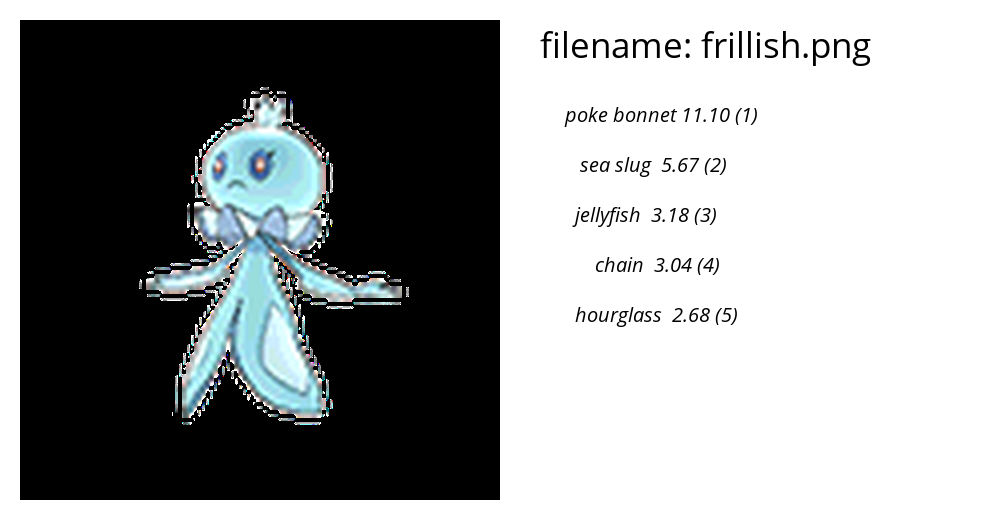 filename: frillish.png
poke bonnet 11.10 (1)
sea slug 5.67 (2)
jellyfish 3.18 (3)
chain 3.04 (4)
hourglass 2.68 (5)